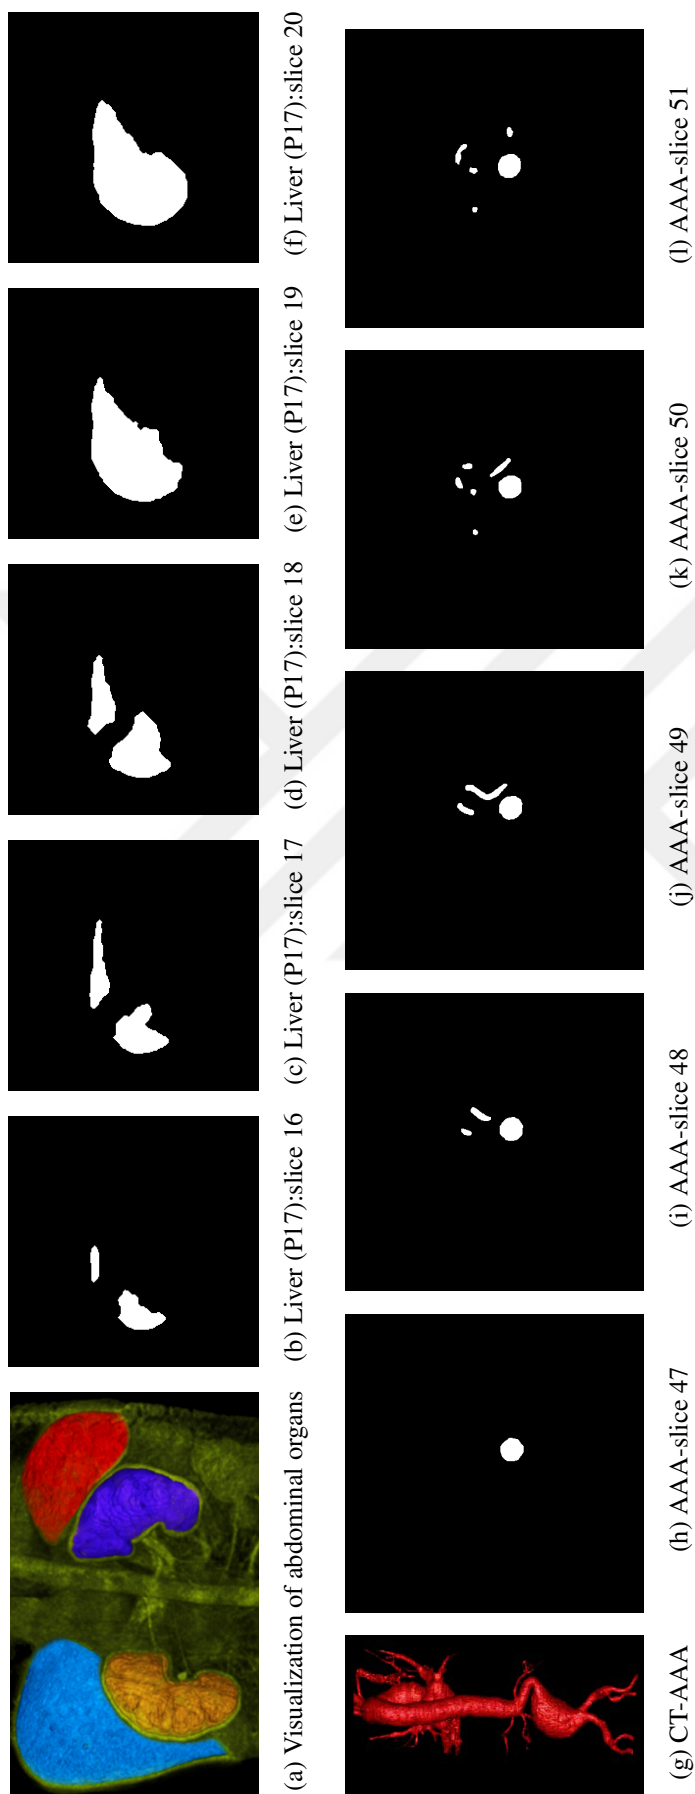 (a) Visualization of abdominal organs
(b) Liver (P17):slice 16
(c) Liver (P17):slice 17
(d) Liver (P17):slice 18
(e) Liver (P17):slice 19
(f) Liver (P17):slice 20
(g) CT-AAA
(h) AAA-slice 47
(i) AAA-slice 48
(j) AAA-slice 49
(k) AAA-slice 50
(l) AAA-slice 51